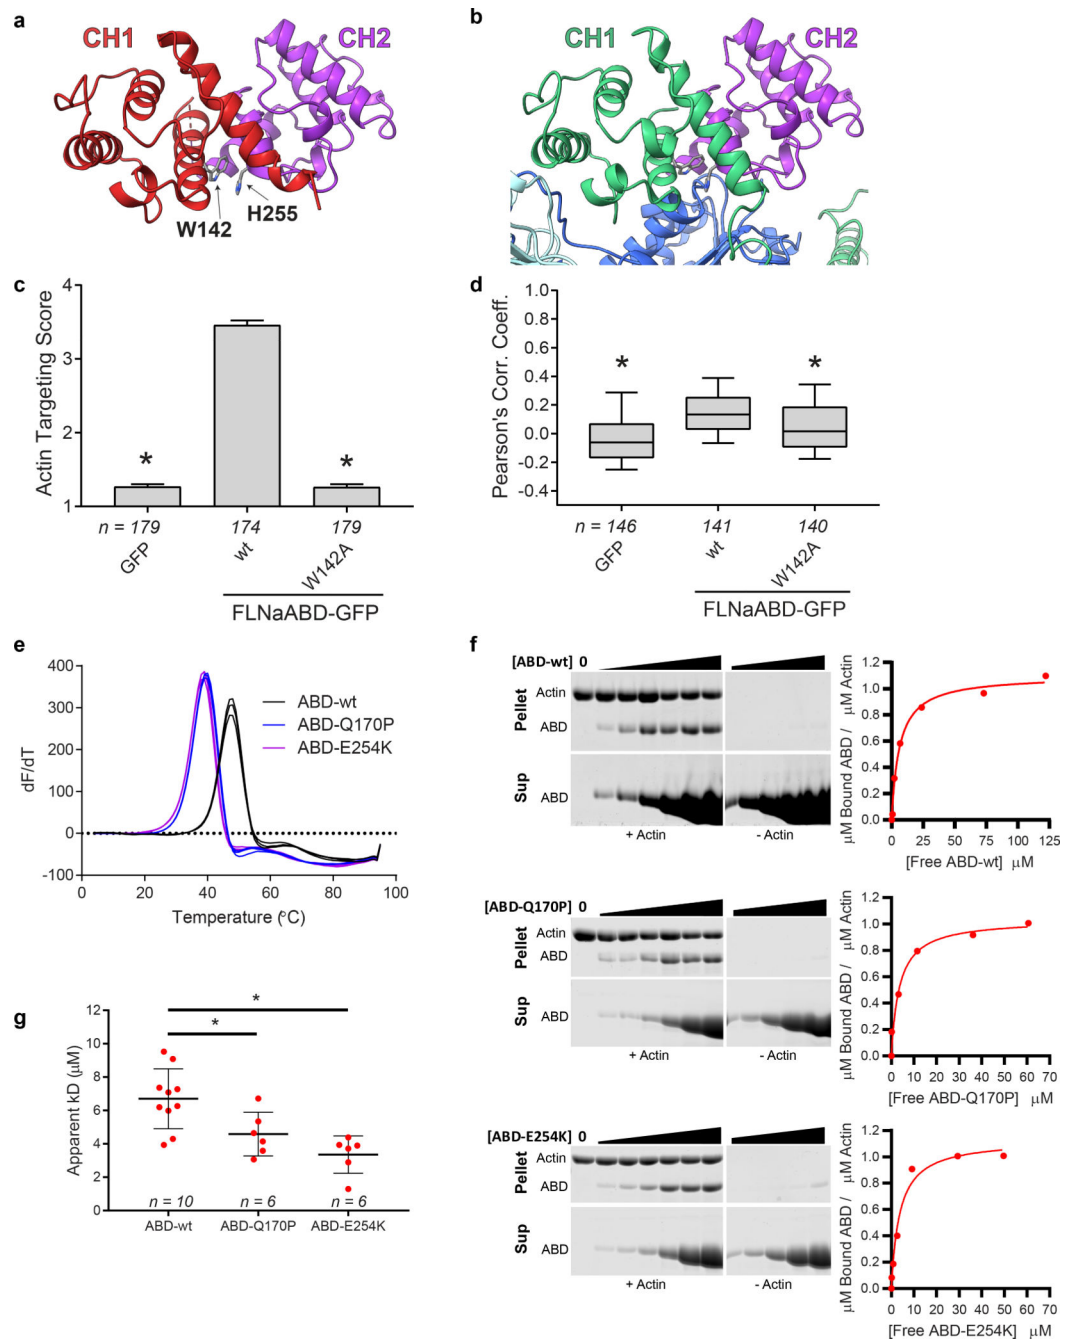 a
CH1
CH2
W142
H255
b
CH1
CH2
c
Actin Targeting Score
4
3
2
1
*
*
n = 179
174
179
GFP
wt
W142A
FLNaABD-GFP
d
Pearson's Corr. Coeff.
1.0
0.8
0.6
0.4
0.2
0.0
-0.2
-0.4
*
*
n = 146
141
140
GFP
wt
W142A
FLNaABD-GFP
e
dF/dT
400
300
200
100
0
-100
ABD-wt
ABD-Q170P
ABD-E254K
0
20
40
60
80
100
Temperature (°C)
f
[ABD-wt] 0
Pellet
Actin
ABD
Sup
ABD
+ Actin
- Actin
μM Bound ABD / μM Actin
1.2
1.0
0.8
0.6
0.4
0.2
0.0
0
25
50
75
100
125
[Free ABD-wt] μM
[ABD-Q170P] 0
Pellet
Actin
ABD
Sup
ABD
+ Actin
- Actin
μM Bound ABD / μM Actin
1.2
1.0
0.8
0.6
0.4
0.2
0.0
0
10
20
30
40
50
60
70
[Free ABD-Q170P] μM
[ABD-E254K] 0
Pellet
Actin
ABD
Sup
ABD
+ Actin
- Actin
μM Bound ABD / μM Actin
1.2
1.0
0.8
0.6
0.4
0.2
0.0
0
10
20
30
40
50
60
70
[Free ABD-E254K] μM
g
Apparent kD (μM)
12
10
8
6
4
2
0
*
*
n = 10
n = 6
n = 6
ABD-wt
ABD-Q170P
ABD-E254K